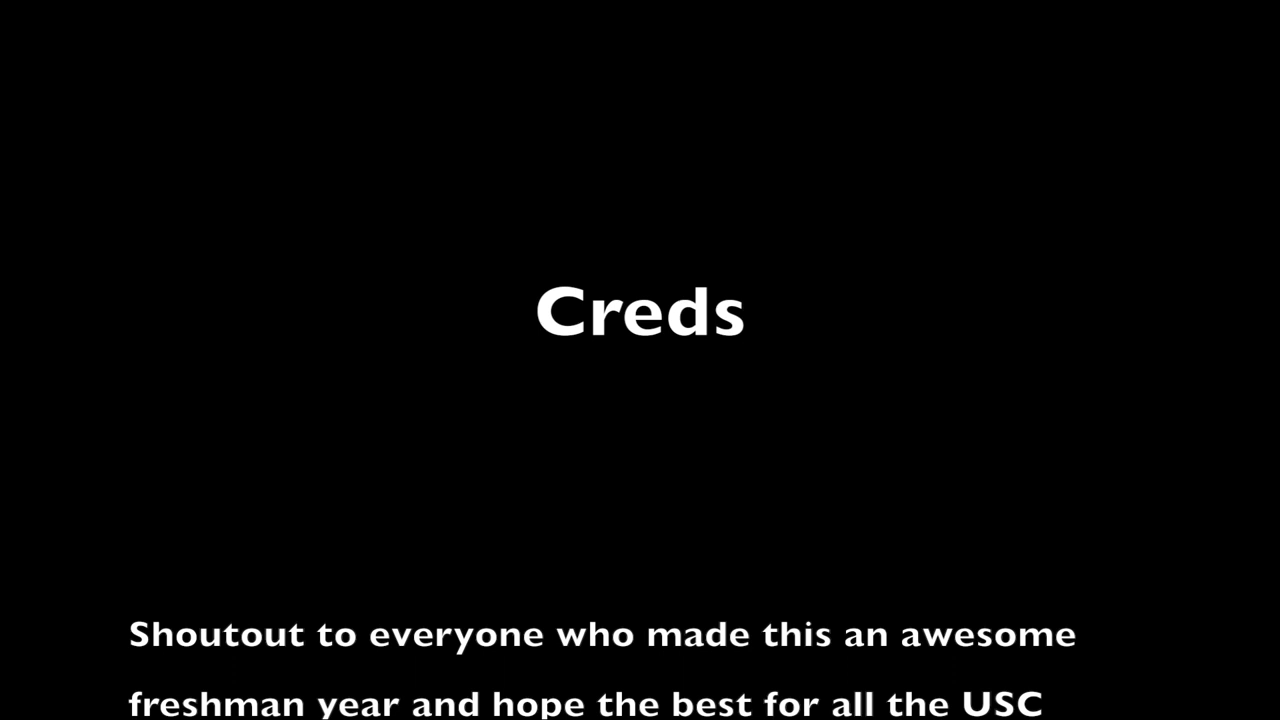 Creds
Shoutout to everyone who made this an awesome
freshman year and hope the best for all the USC